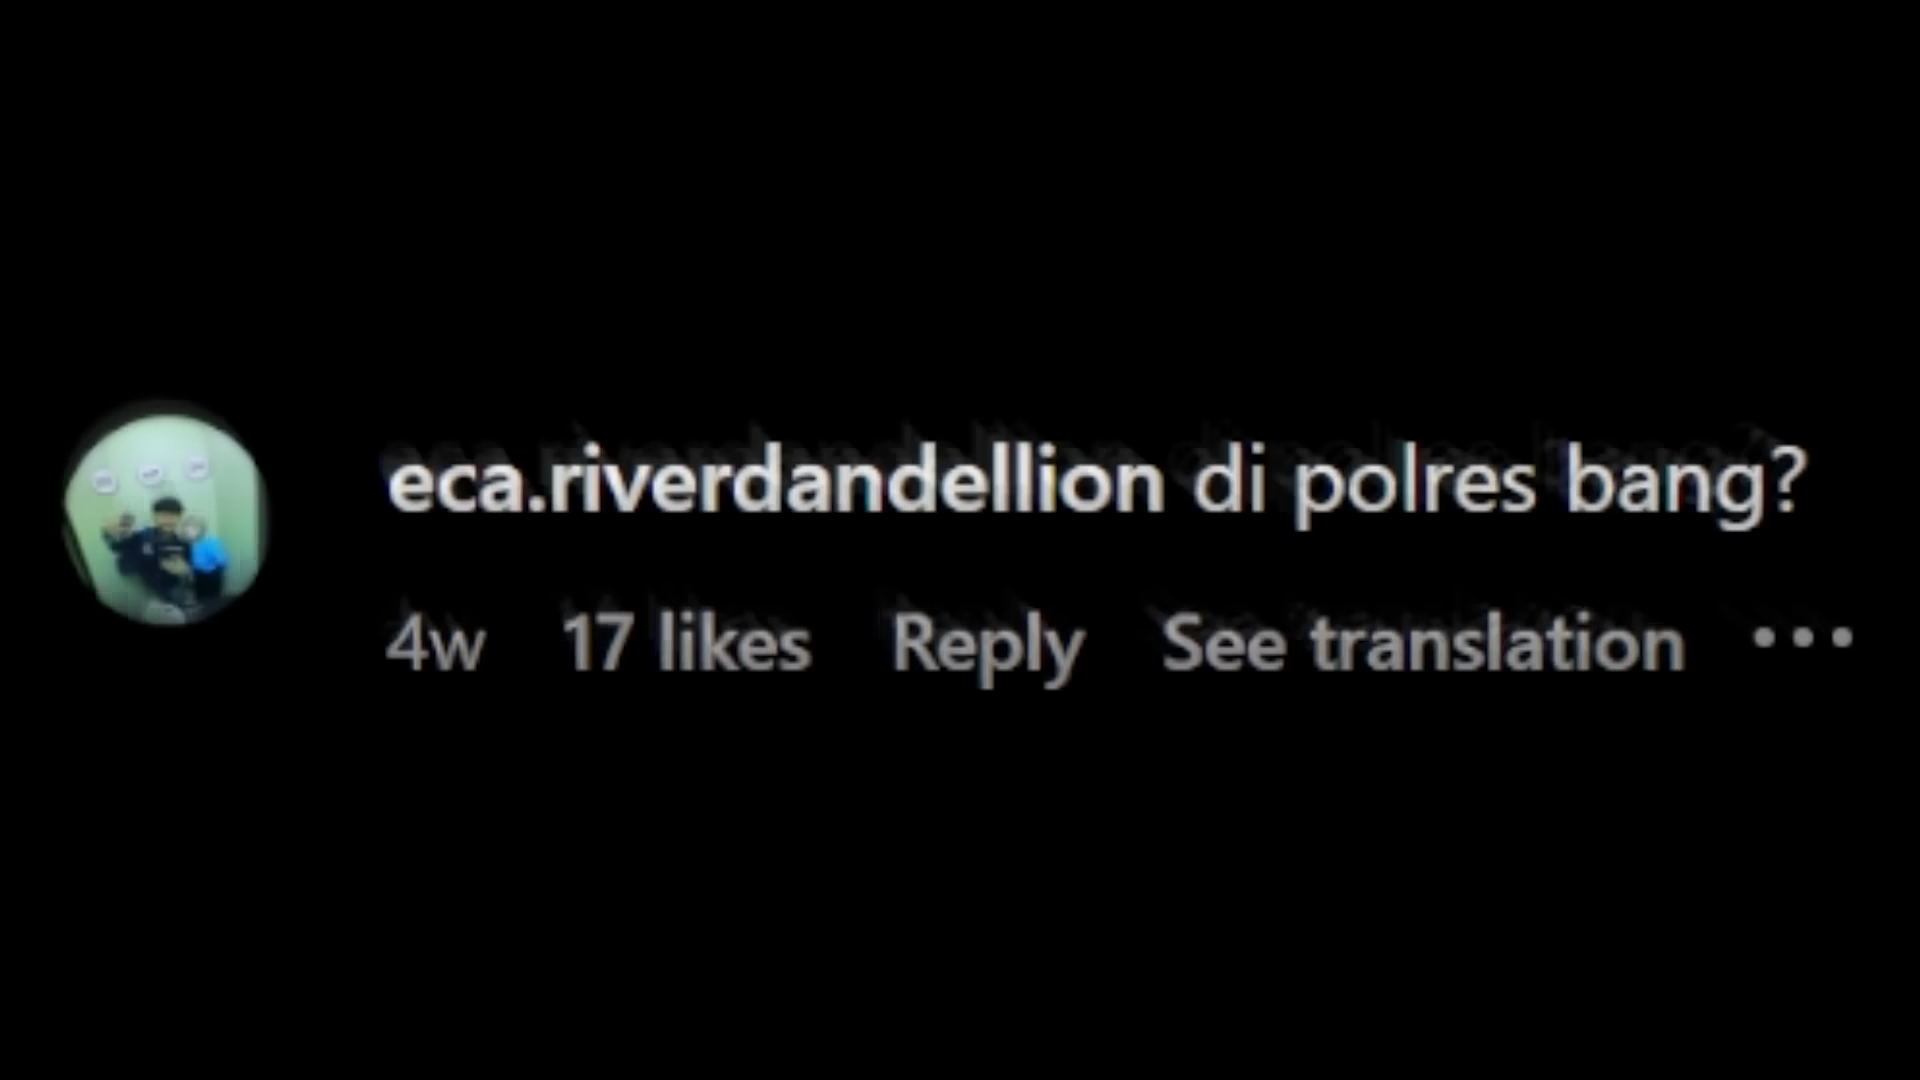 eca.riverdandellion di polres bang?
4w 17 likes Reply See translation •••